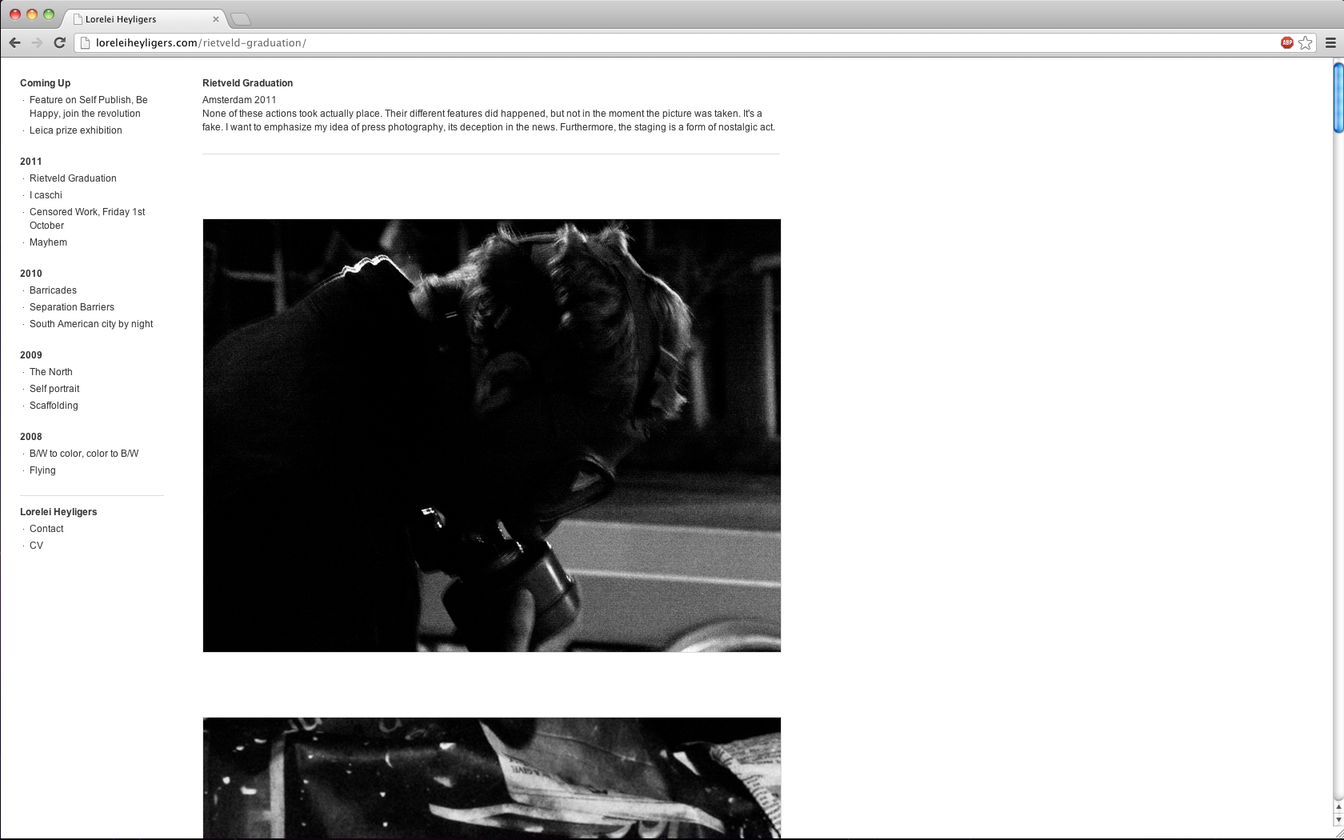 Lorelei Heyligers
loreleiheyligers.com/rietveld-graduation/
ABP
Coming Up
· Feature on Self Publish, Be
Happy, join the revolution
· Leica prize exhibition
2011
· Rietveld Graduation
· I caschi
· Censored Work, Friday 1st
October
· Mayhem
2010
· Barricades
· Separation Barriers
· South American city by night
2009
· The North
· Self portrait
· Scaffolding
2008
· B/W to color, color to B/W
· Flying
Lorelei Heyligers
· Contact
· CV
Rietveld Graduation
Amsterdam 2011
None of these actions took actually place. Their different features did happened, but not in the moment the picture was taken. It's a
fake. I want to emphasize my idea of press photography, its deception in the news. Furthermore, the staging is a form of nostalgic act.